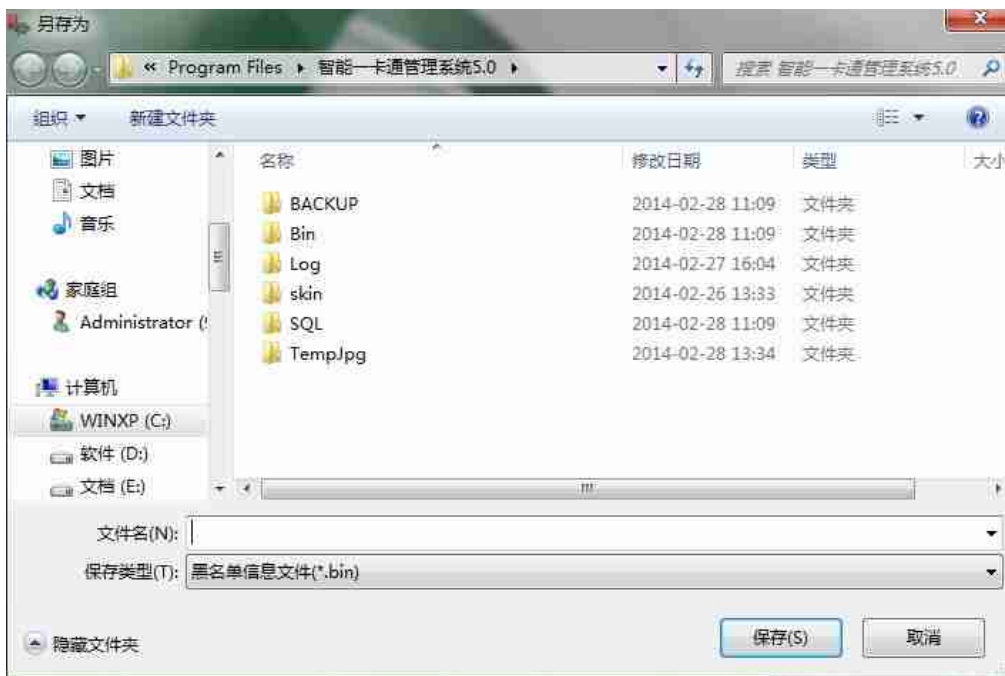 另存为
« Program Files ▸ 智能一卡通管理系统5.0 ▸
搜索 智能一卡通管理系统5.0
组织 新建文件夹
图片
文档
音乐
家庭组
Administrator (
计算机
WINXP (C:)
软件 (D:)
文档 (E:)
名称 修改日期 类型 大小
BACKUP 2014-02-28 11:09 文件夹
Bin 2014-02-28 11:09 文件夹
Log 2014-02-27 16:04 文件夹
skin 2014-02-26 13:33 文件夹
SQL 2014-02-28 11:09 文件夹
TempJpg 2014-02-28 13:34 文件夹
文件名(N):
保存类型(T): 黑名单信息文件(*.bin)
隐藏文件夹
保存(S) 取消